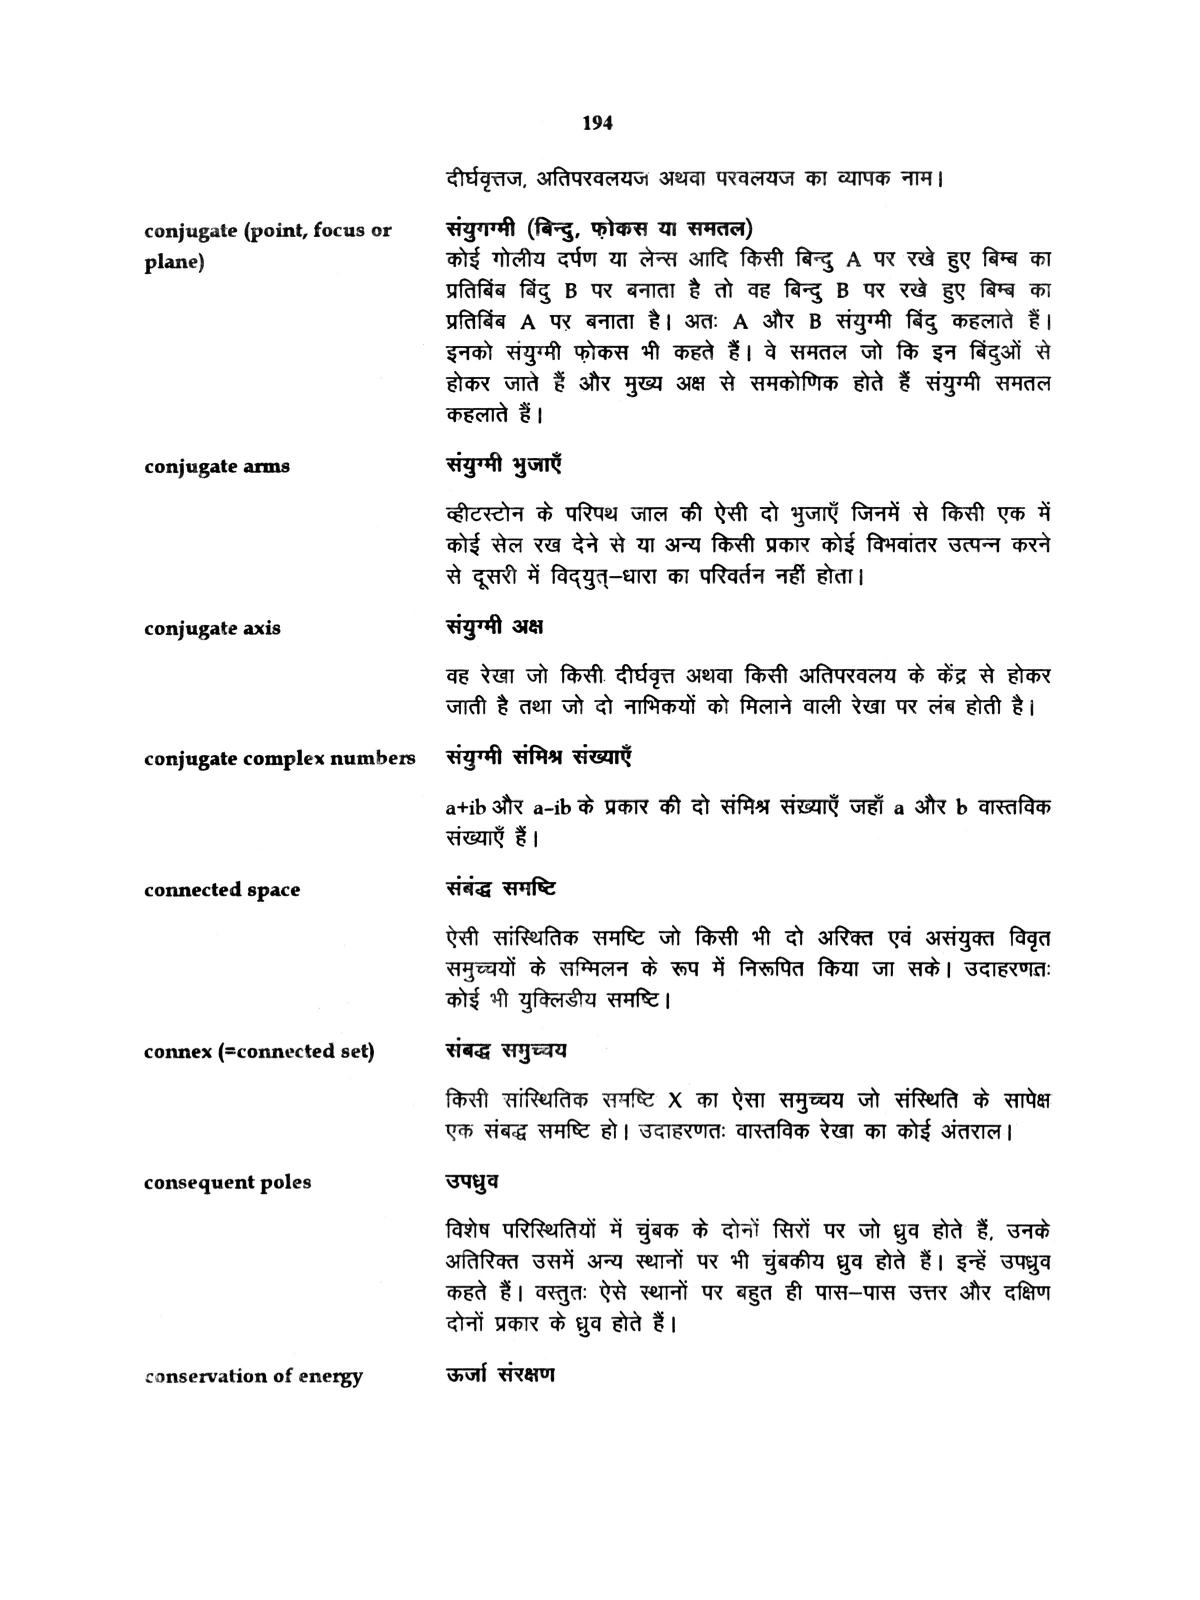 194
दीर्घवृत्तज, अतिपरवलयज अथवा परवलयज का व्यापक नाम।
conjugate (point, focus or plane)
संयुगग्मी (बिन्दु, फ़ोकस या समतल)
कोई गोलीय दर्पण या लेन्स आदि किसी बिन्दु A पर रखे हुए बिम्ब का
प्रतिबिंब बिंदु B पर बनाता है तो वह बिन्दु B पर रखे हुए बिम्ब का
प्रतिबिंब A पर बनाता है। अतः A और B संयुग्मी बिंदु कहलाते हैं।
इनको संयुग्मी फ़ोकस भी कहते हैं। वे समतल जो कि इन बिंदुओं से
होकर जाते हैं और मुख्य अक्ष से समकोणिक होते हैं संयुग्मी समतल
कहलाते हैं।
conjugate arms
संयुग्मी भुजाएँ
व्हीटस्टोन के परिपथ जाल की ऐसी दो भुजाएँ जिनमें से किसी एक में
कोई सेल रख देने से या अन्य किसी प्रकार कोई विभवांतर उत्पन्न करने
से दूसरी में विद्‌युत्–धारा का परिवर्तन नहीं होता।
conjugate axis
संयुग्मी अक्ष
वह रेखा जो किसी दीर्घवृत्त अथवा किसी अतिपरवलय के केंद्र से होकर
जाती है तथा जो दो नाभिकयों को मिलाने वाली रेखा पर लंब होती है।
conjugate complex numbers
संयुग्मी संमिश्र संख्याएँ
a+ib और a–ib के प्रकार की दो संमिश्र संख्याएँ जहाँ a और b वास्तविक
संख्याएँ हैं।
connected space
संबंद्ध समष्टि
ऐसी सांस्थितिक समष्टि जो किसी भी दो अरिक्त एवं असंयुक्त विवृत
समुच्चयों के सम्मिलन के रूप में निरूपित किया जा सके। उदाहरणतः
कोई भी युक्लिडीय समष्टि।
connex (=connected set)
संबद्ध समुच्चय
किसी सांस्थितिक समष्टि X का ऐसा समुच्चय जो संस्थिति के सापेक्ष
एक संबद्ध समष्टि हो। उदाहरणतः वास्तविक रेखा का कोई अंतराल।
consequent poles
उपध्रुव
विशेष परिस्थितियों में चुंबक के दोनों सिरों पर जो ध्रुव होते हैं, उनके
अतिरिक्त उसमें अन्य स्थानों पर भी चुंबकीय ध्रुव होते हैं। इन्हें उपध्रुव
कहते हैं। वस्तुतः ऐसे स्थानों पर बहुत ही पास–पास उत्तर और दक्षिण
दोनों प्रकार के ध्रुव होते हैं।
conservation of energy
ऊर्जा संरक्षण